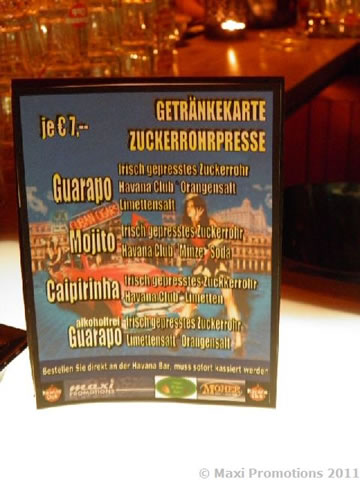 je € 7,--
GETRÄNKEKARTE
ZUCKERROHRPRESSE
Guarapo
frisch gepresstes Zuckerrohr
Havana Club * Orangensaft
Limettensaft
Mojito
frisch gepresstes Zuckerrohr
Havana Club * Minze * Soda
Caipirinha
frisch gepresstes Zuckerrohr
Havana Club * Limetten
alkoholfrei
Guarapo
frisch gepresstes Zuckerrohr
Limettensaft * Orangensaft
Bestellen Sie direkt an der Havana Bar, muss sofort kassiert werden
maxi
PROMOTIONS
MOHER
© Maxi Promotions 2011